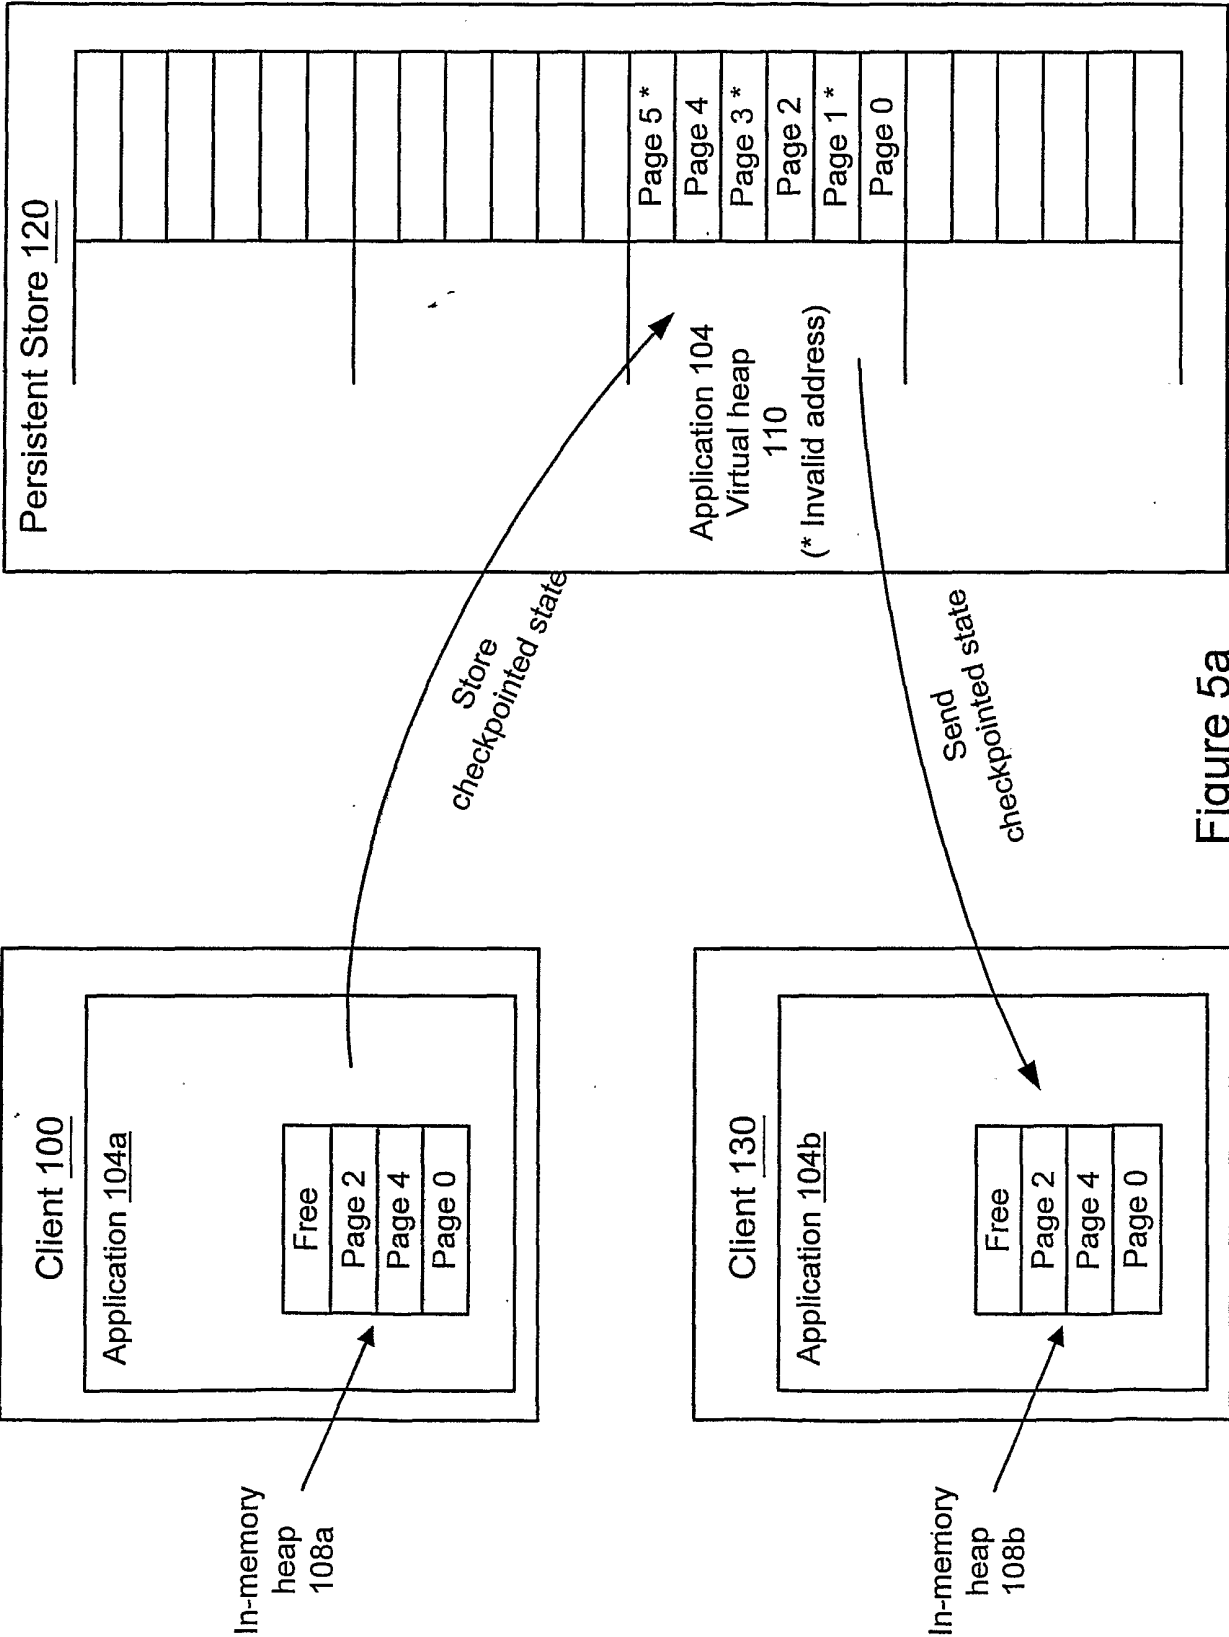 Client 100
Application 104a
Free
Page 2
Page 4
Page 0
In-memory
heap
108a
Store
checkpointed state
Persistent Store 120
Page 5 *
Page 4
Page 3 *
Page 2
Page 1 *
Page 0
Application 104
Virtual heap
110
(* Invalid address)
Send
checkpointed state
Client 130
Application 104b
Free
Page 2
Page 4
Page 0
In-memory
heap
108b
Figure 5a